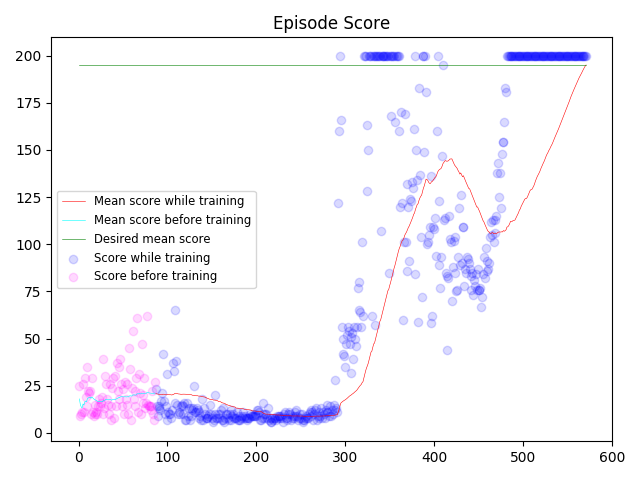 Episode Score
200
175
150
125
100
75
50
25
0
Mean score while training
Mean score before training
Desired mean score
Score while training
Score before training
0
100
200
300
400
500
600